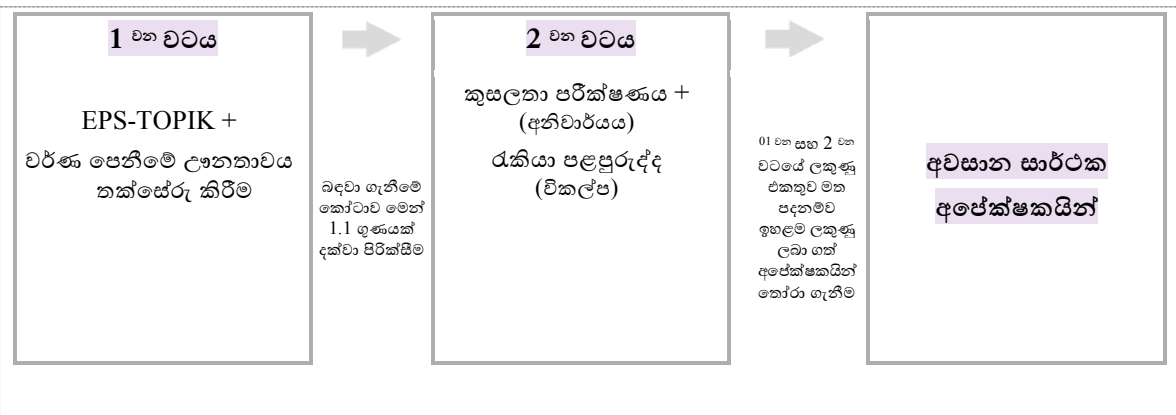 1 වන වටය
EPS-TOPIK +
වර්ණ පෙනීමේ ඌනතාවය
තක්සේරු කිරීම
බඳවා ගැනීමේ
කෝටාව මෙන්
1.1 ගුණයක්
දක්වා පිරික්සීම
2 වන වටය
කුසලතා පරීක්ෂණය +
(අනිවාර්යය)
රැකියා පළපුරුද්ද
(විකල්ප)
01 වන සහ 2 වන
වටයේ ලකුණු
එකතුව මත
පදනම්ව
ඉහළම ලකුණු
ලබා ගත්
අපේක්ෂකයින්
තෝරා ගැනීම
අවසාන සාර්ථක
අපේක්ෂකයින්